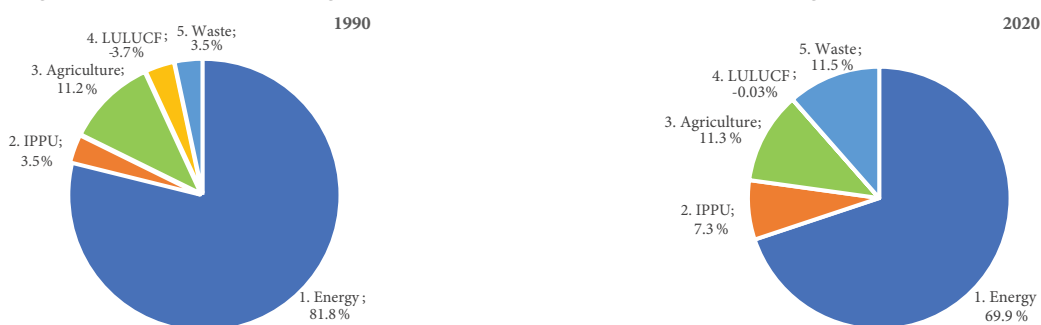 1990
4. LULUCF;
-3.7%
5. Waste;
3.5%
3. Agriculture;
11.2%
2. IPPU;
3.5%
1. Energy;
81.8%
2020
5. Waste;
11.5%
4. LULUCF;
-0.03%
3. Agriculture;
11.3%
2. IPPU;
7.3%
1. Energy
69.9%